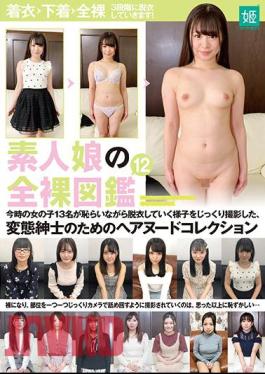 着衣▶下着▶全裸
3段階に脱衣
していきます!
姫
素人娘の
全裸図鑑
12
今時の女の子13名が恥らいながら脱衣していく様子をじっくり撮影した、
変態紳士のためのヘアヌードコレクション
裸になり、部位を一つ一つじっくりカメラで舐め回すように撮影されていくのは、思った以上に恥ずかしい…